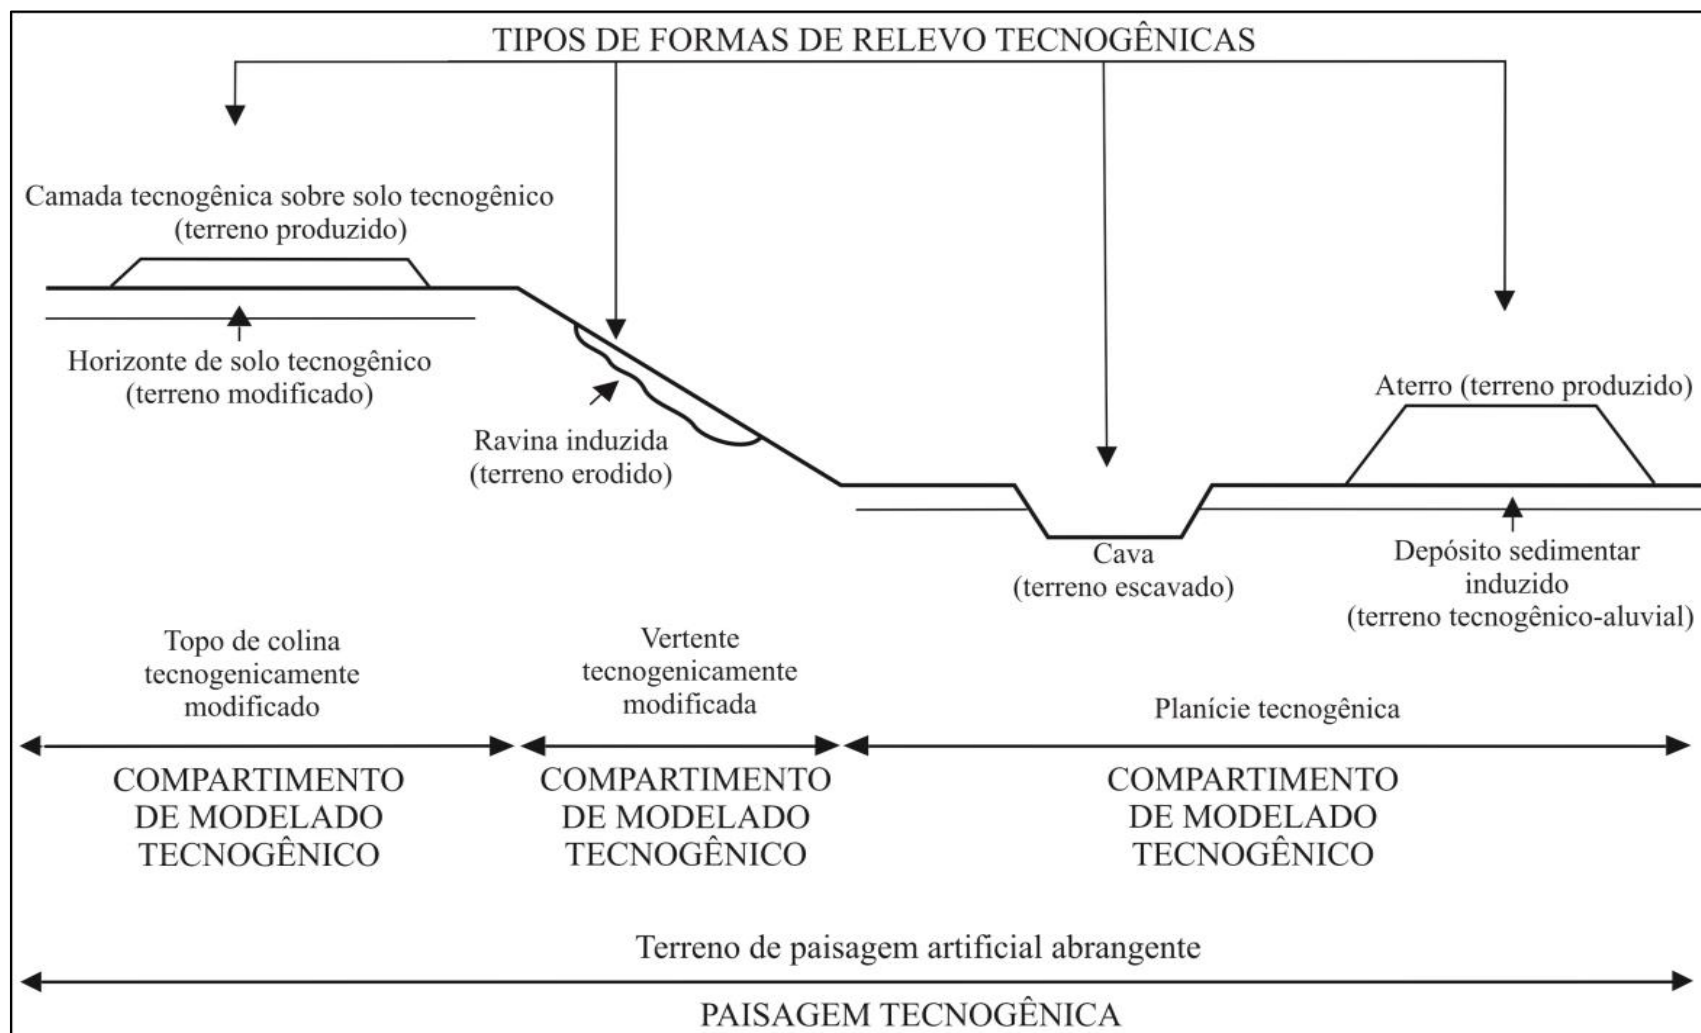 TIPOS DE FORMAS DE RELEVO TECNOGÊNICAS
Camada tecnogênica sobre solo tecnogênico
(terreno produzido)
Horizonte de solo tecnogênico
(terreno modificado)
Ravina induzida
(terreno erodido)
Cava
(terreno escavado)
Aterro (terreno produzido)
Depósito sedimentar
induzido
(terreno tecnogênico-aluvial)
Topo de colina
tecnogenicamente
modificado
Vertente
tecnogenicamente
modificada
Planície tecnogênica
COMPARTIMENTO
DE MODELADO
TECNOGÊNICO
COMPARTIMENTO
DE MODELADO
TECNOGÊNICO
COMPARTIMENTO
DE MODELADO
TECNOGÊNICO
Terreno de paisagem artificial abrangente
PAISAGEM TECNOGÊNICA